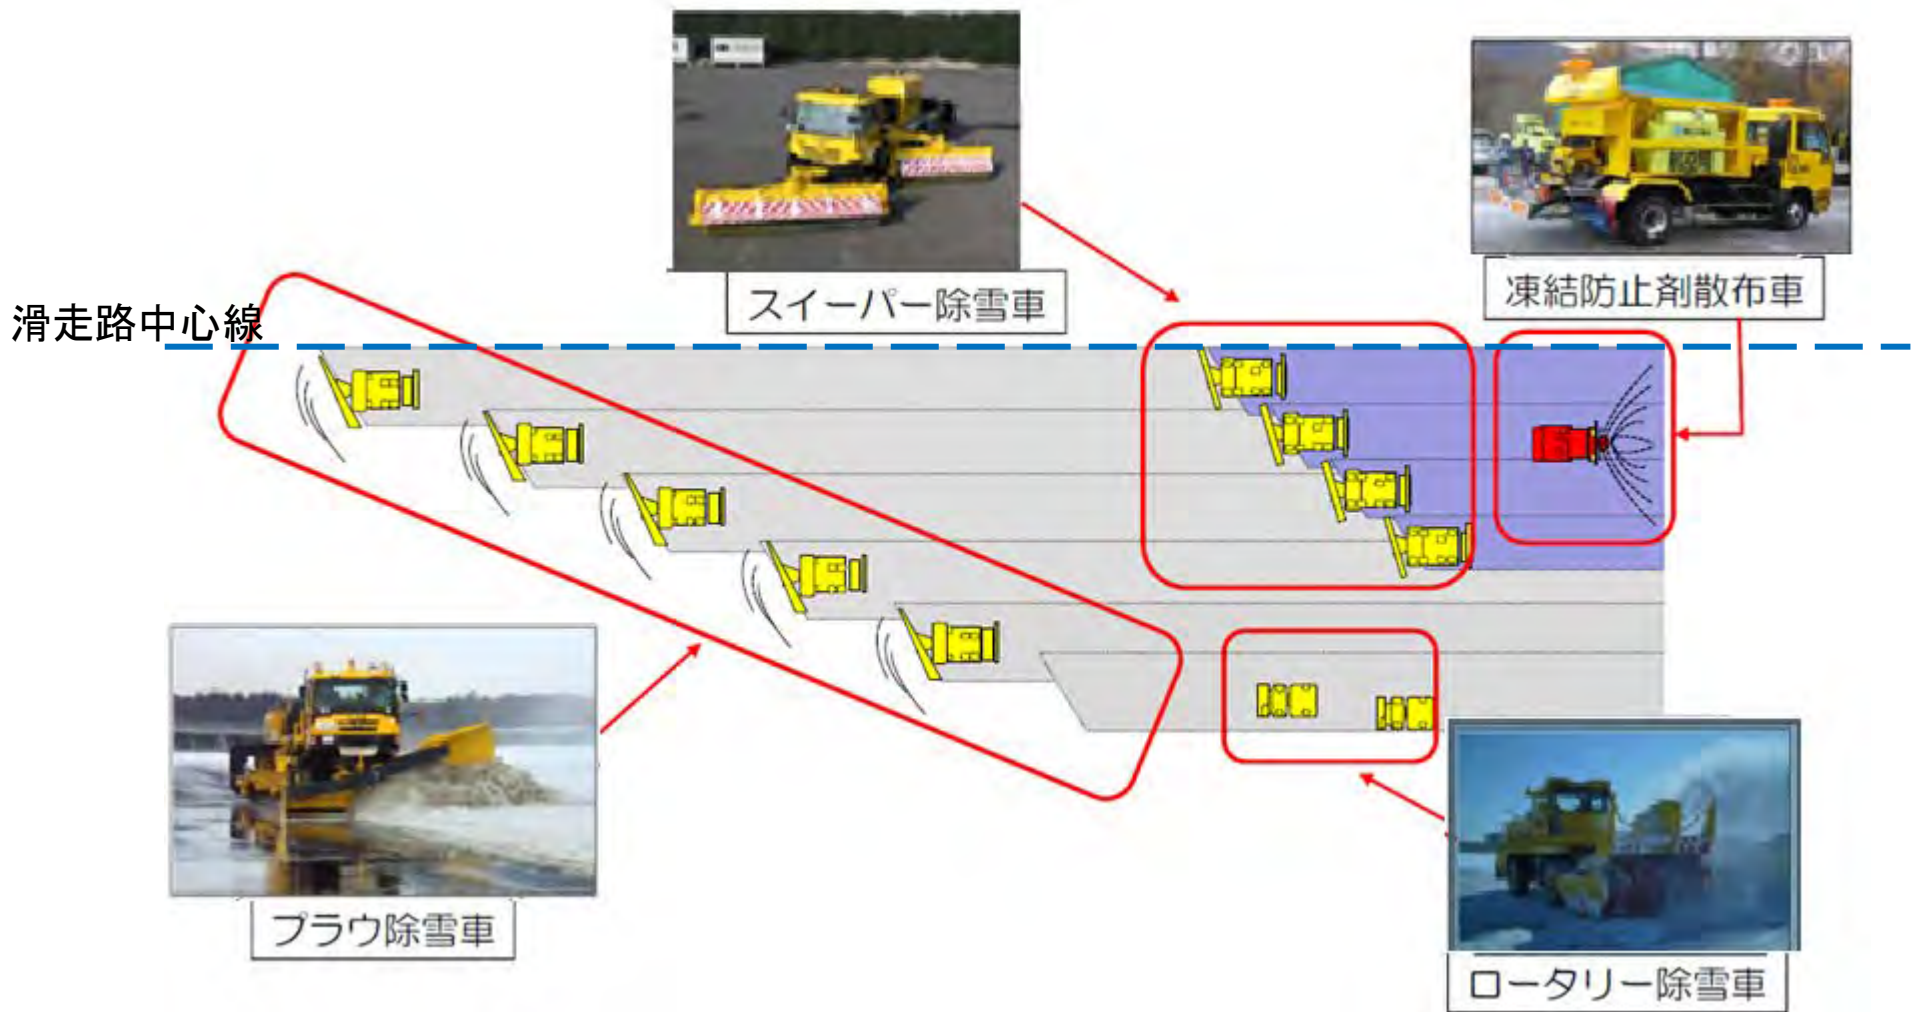 スイーパー除雪車
凍結防止剤散布車
滑走路中心線
プラウ除雪車
ロータリー除雪車